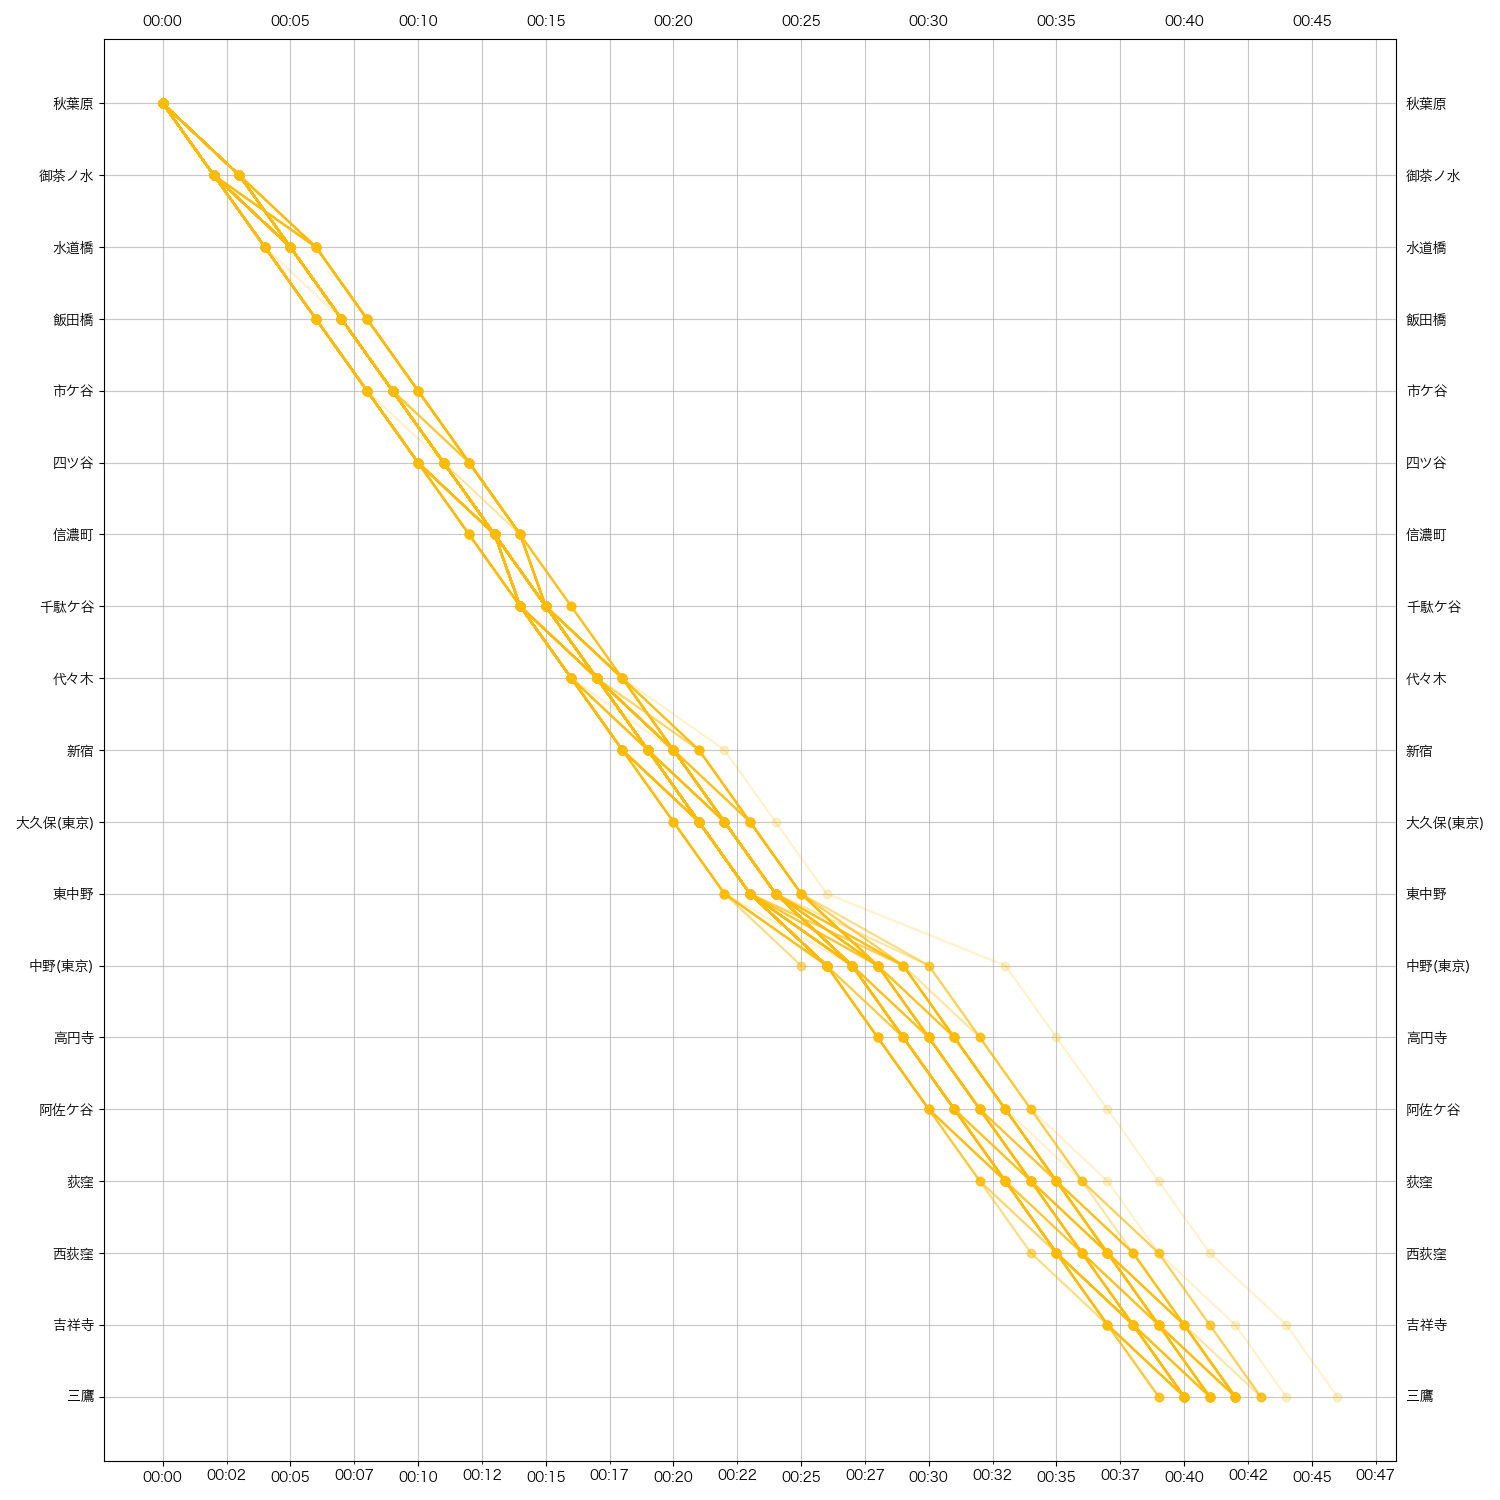 00:00 00:05 00:10 00:15 00:20 00:25 00:30 00:35 00:40 00:45
秋葉原 秋葉原
御茶ノ水 御茶ノ水
水道橋 水道橋
飯田橋 飯田橋
市ケ谷 市ケ谷
四ツ谷 四ツ谷
信濃町 信濃町
千駄ケ谷 千駄ケ谷
代々木 代々木
新宿 新宿
大久保(東京) 大久保(東京)
東中野 東中野
中野(東京) 中野(東京)
高円寺 高円寺
阿佐ケ谷 阿佐ケ谷
荻窪 荻窪
西荻窪 西荻窪
吉祥寺 吉祥寺
三鷹 三鷹
00:00 00:02 00:05 00:07 00:10 00:12 00:15 00:17 00:20 00:22 00:25 00:27 00:30 00:32 00:35 00:37 00:40 00:42 00:45 00:47